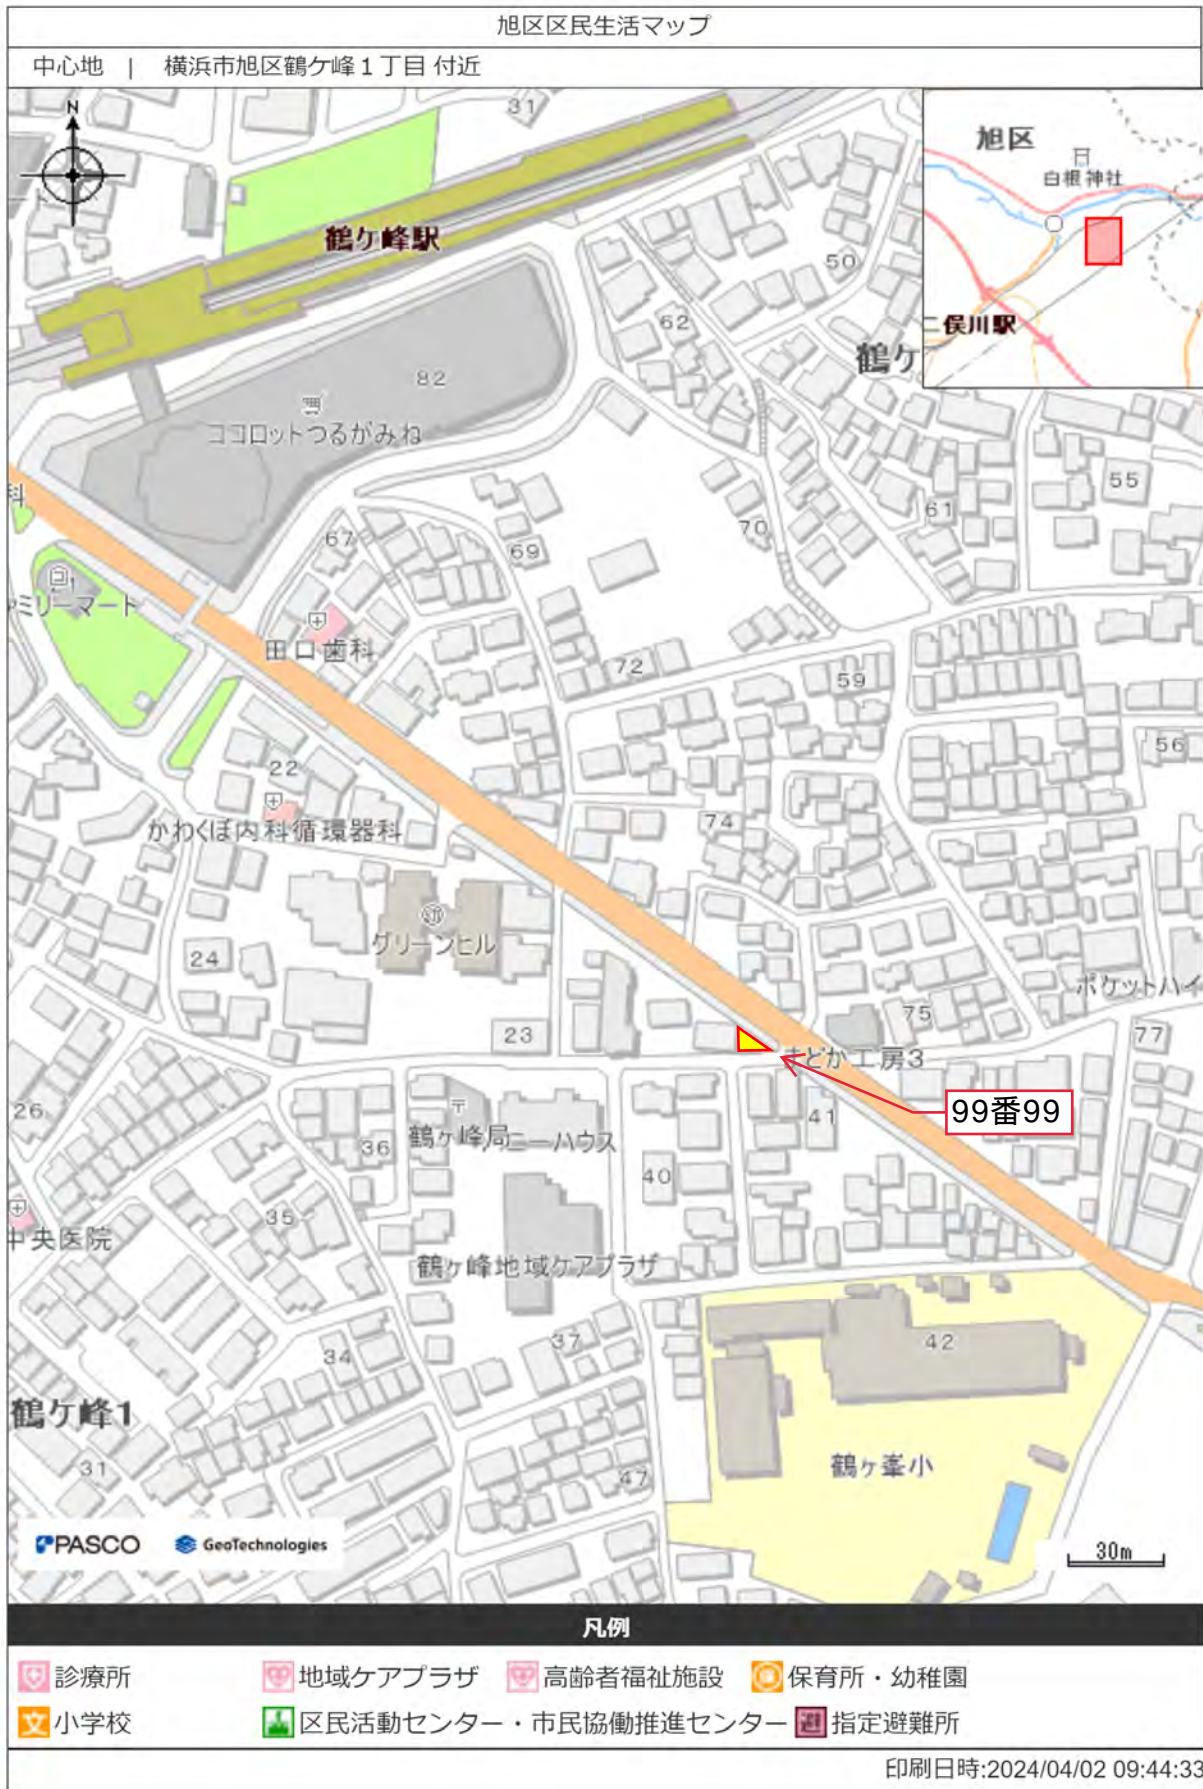 旭区区民生活マップ
中心地 | 横浜市旭区鶴ケ峰1丁目 付近
N
31
旭区
白根神社
二俣川駅
鶴ケ峰駅
50
62
鶴ケ
82
ココロットつるがみね
科
55
61
70
67
69
ァミリーマート
田口歯科
72
59
56
22
かわくぼ内科循環器科
74
グリーンヒル
24
ポケットハイ
75
23
77
まどか工房3
99番99
26
鶴ヶ峰局
ニーハウス
41
36
40
35
中央医院
鶴ヶ峰地域ケアプラザ
37
42
34
鶴ケ峰1
31
鶴ヶ峯小
47
PASCO
GeoTechnologies
30m
凡例
診療所 地域ケアプラザ 高齢者福祉施設 保育所・幼稚園
文 小学校 区民活動センター・市民協働推進センター 避 指定避難所
印刷日時:2024/04/02 09:44:33